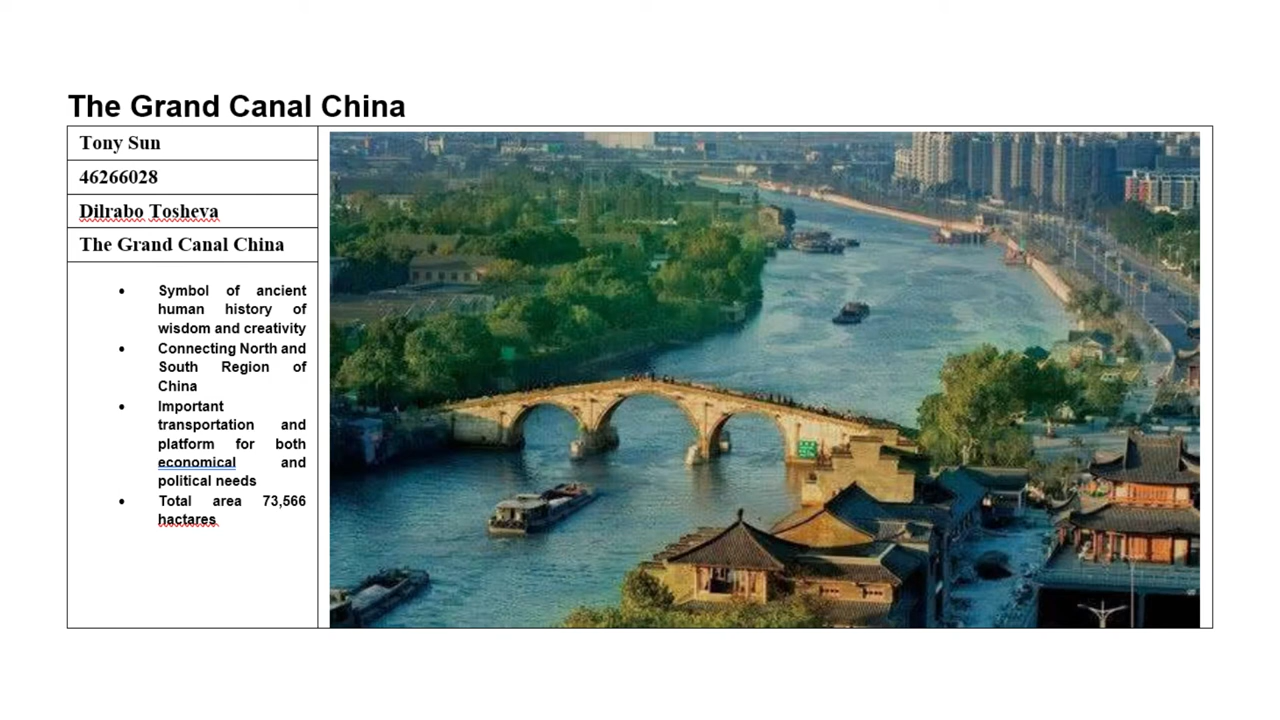 The Grand Canal China
Tony Sun
46266028
Dilrabo Tosheva
The Grand Canal China
• Symbol of ancient
human history of
wisdom and creativity
• Connecting North and
South Region of
China
• Important
transportation and
platform for both
economical and
political needs
• Total area 73,566
hactares